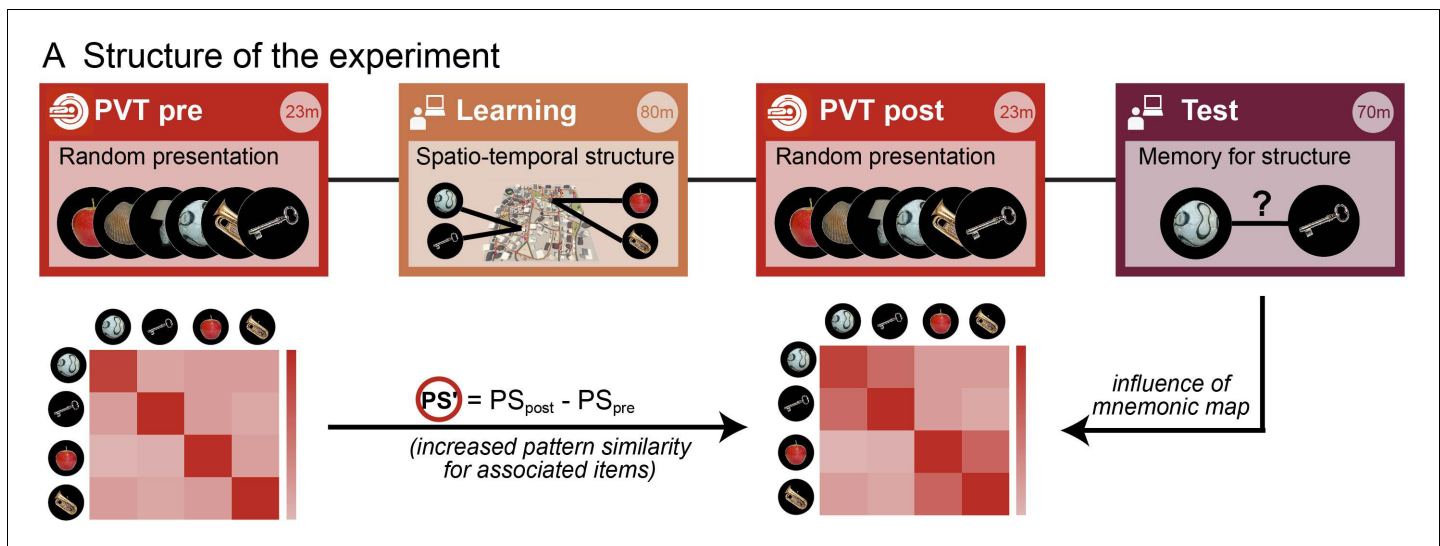 A Structure of the experiment
PVT pre 23m
Random presentation
Learning 80m
Spatio-temporal structure
PVT post 23m
Random presentation
Test 70m
Memory for structure
?
PS' = PSpost - PSpre
(increased pattern similarity
for associated items)
influence of
mnemonic map